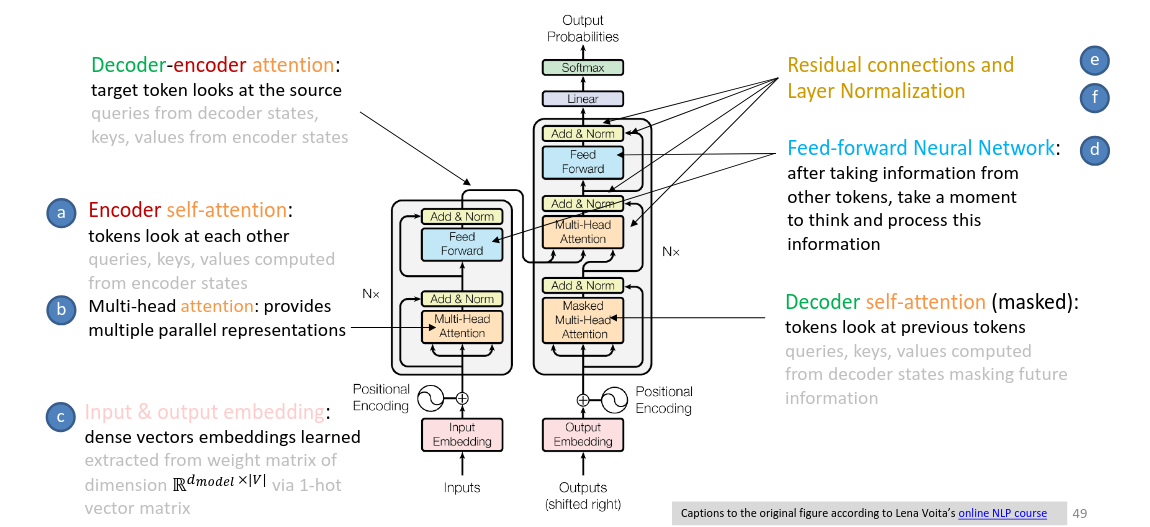 Decoder-encoder attention:
target token looks at the source
queries from decoder states,
keys, values from encoder states
a
Encoder self-attention:
tokens look at each other
queries, keys, values computed
from encoder states
b
Multi-head attention: provides
multiple parallel representations
c
Input & output embedding:
dense vectors embeddings learned
extracted from weight matrix of
dimension ℝ^{d_{model}×|V|} via 1-hot
vector matrix
Output
Probabilities
Softmax
Linear
Add & Norm
Feed
Forward
Add & Norm
Multi-Head
Attention
Add & Norm
Masked
Multi-Head
Attention
N×
Add & Norm
Feed
Forward
Add & Norm
Multi-Head
Attention
N×
Positional
Encoding
Positional
Encoding
Input
Embedding
Output
Embedding
Inputs
Outputs
(shifted right)
Residual connections and
Layer Normalization
e
f
Feed-forward Neural Network:
d
after taking information from
other tokens, take a moment
to think and process this
information
Decoder self-attention (masked):
tokens look at previous tokens
queries, keys, values computed
from decoder states masking future
information
Captions to the original figure according to Lena Voita's online NLP course
49